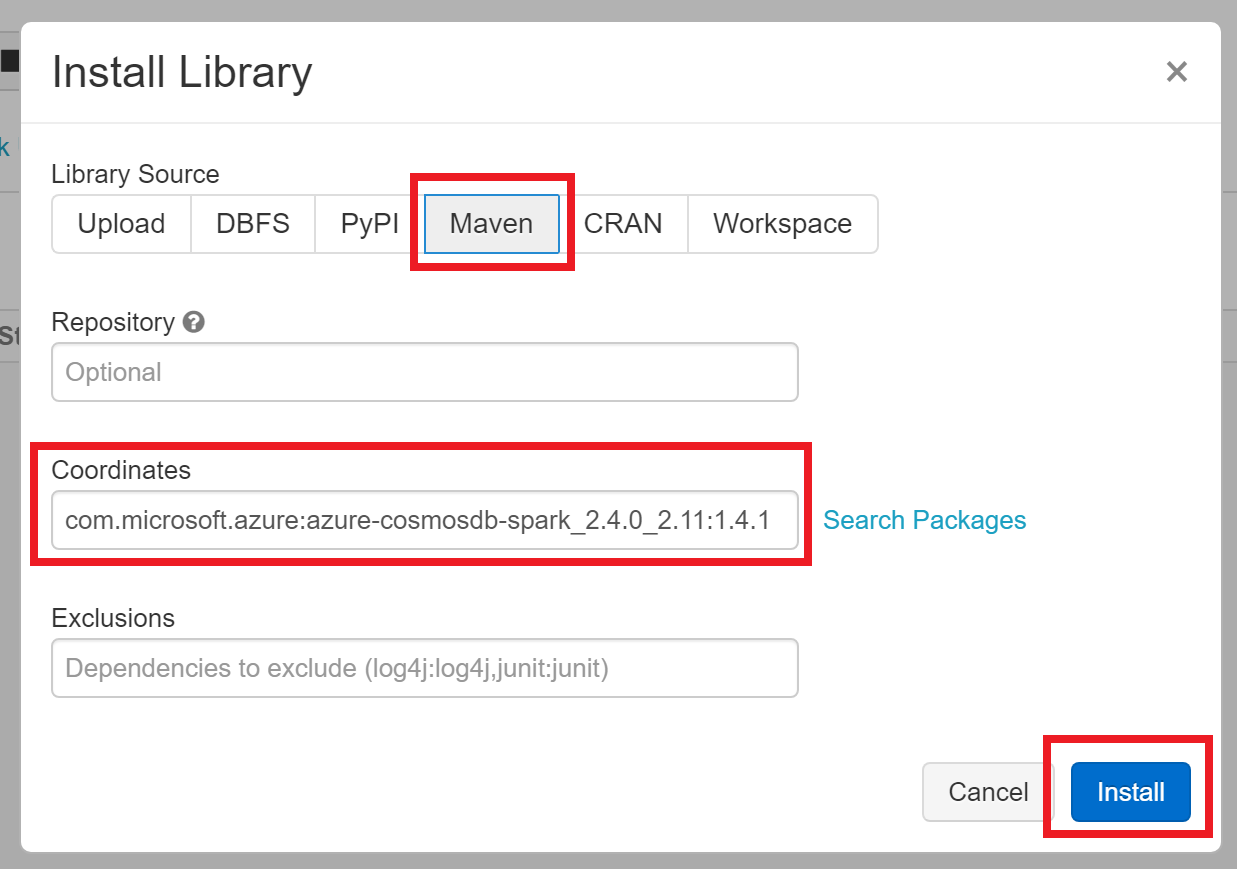 Install Library
×
k
Library Source
Upload DBFS PyPI Maven CRAN Workspace
Repository ?
St
Optional
Coordinates
com.microsoft.azure:azure-cosmosdb-spark_2.4.0_2.11:1.4.1 Search Packages
Exclusions
Dependencies to exclude (log4j:log4j,junit:junit)
Cancel Install